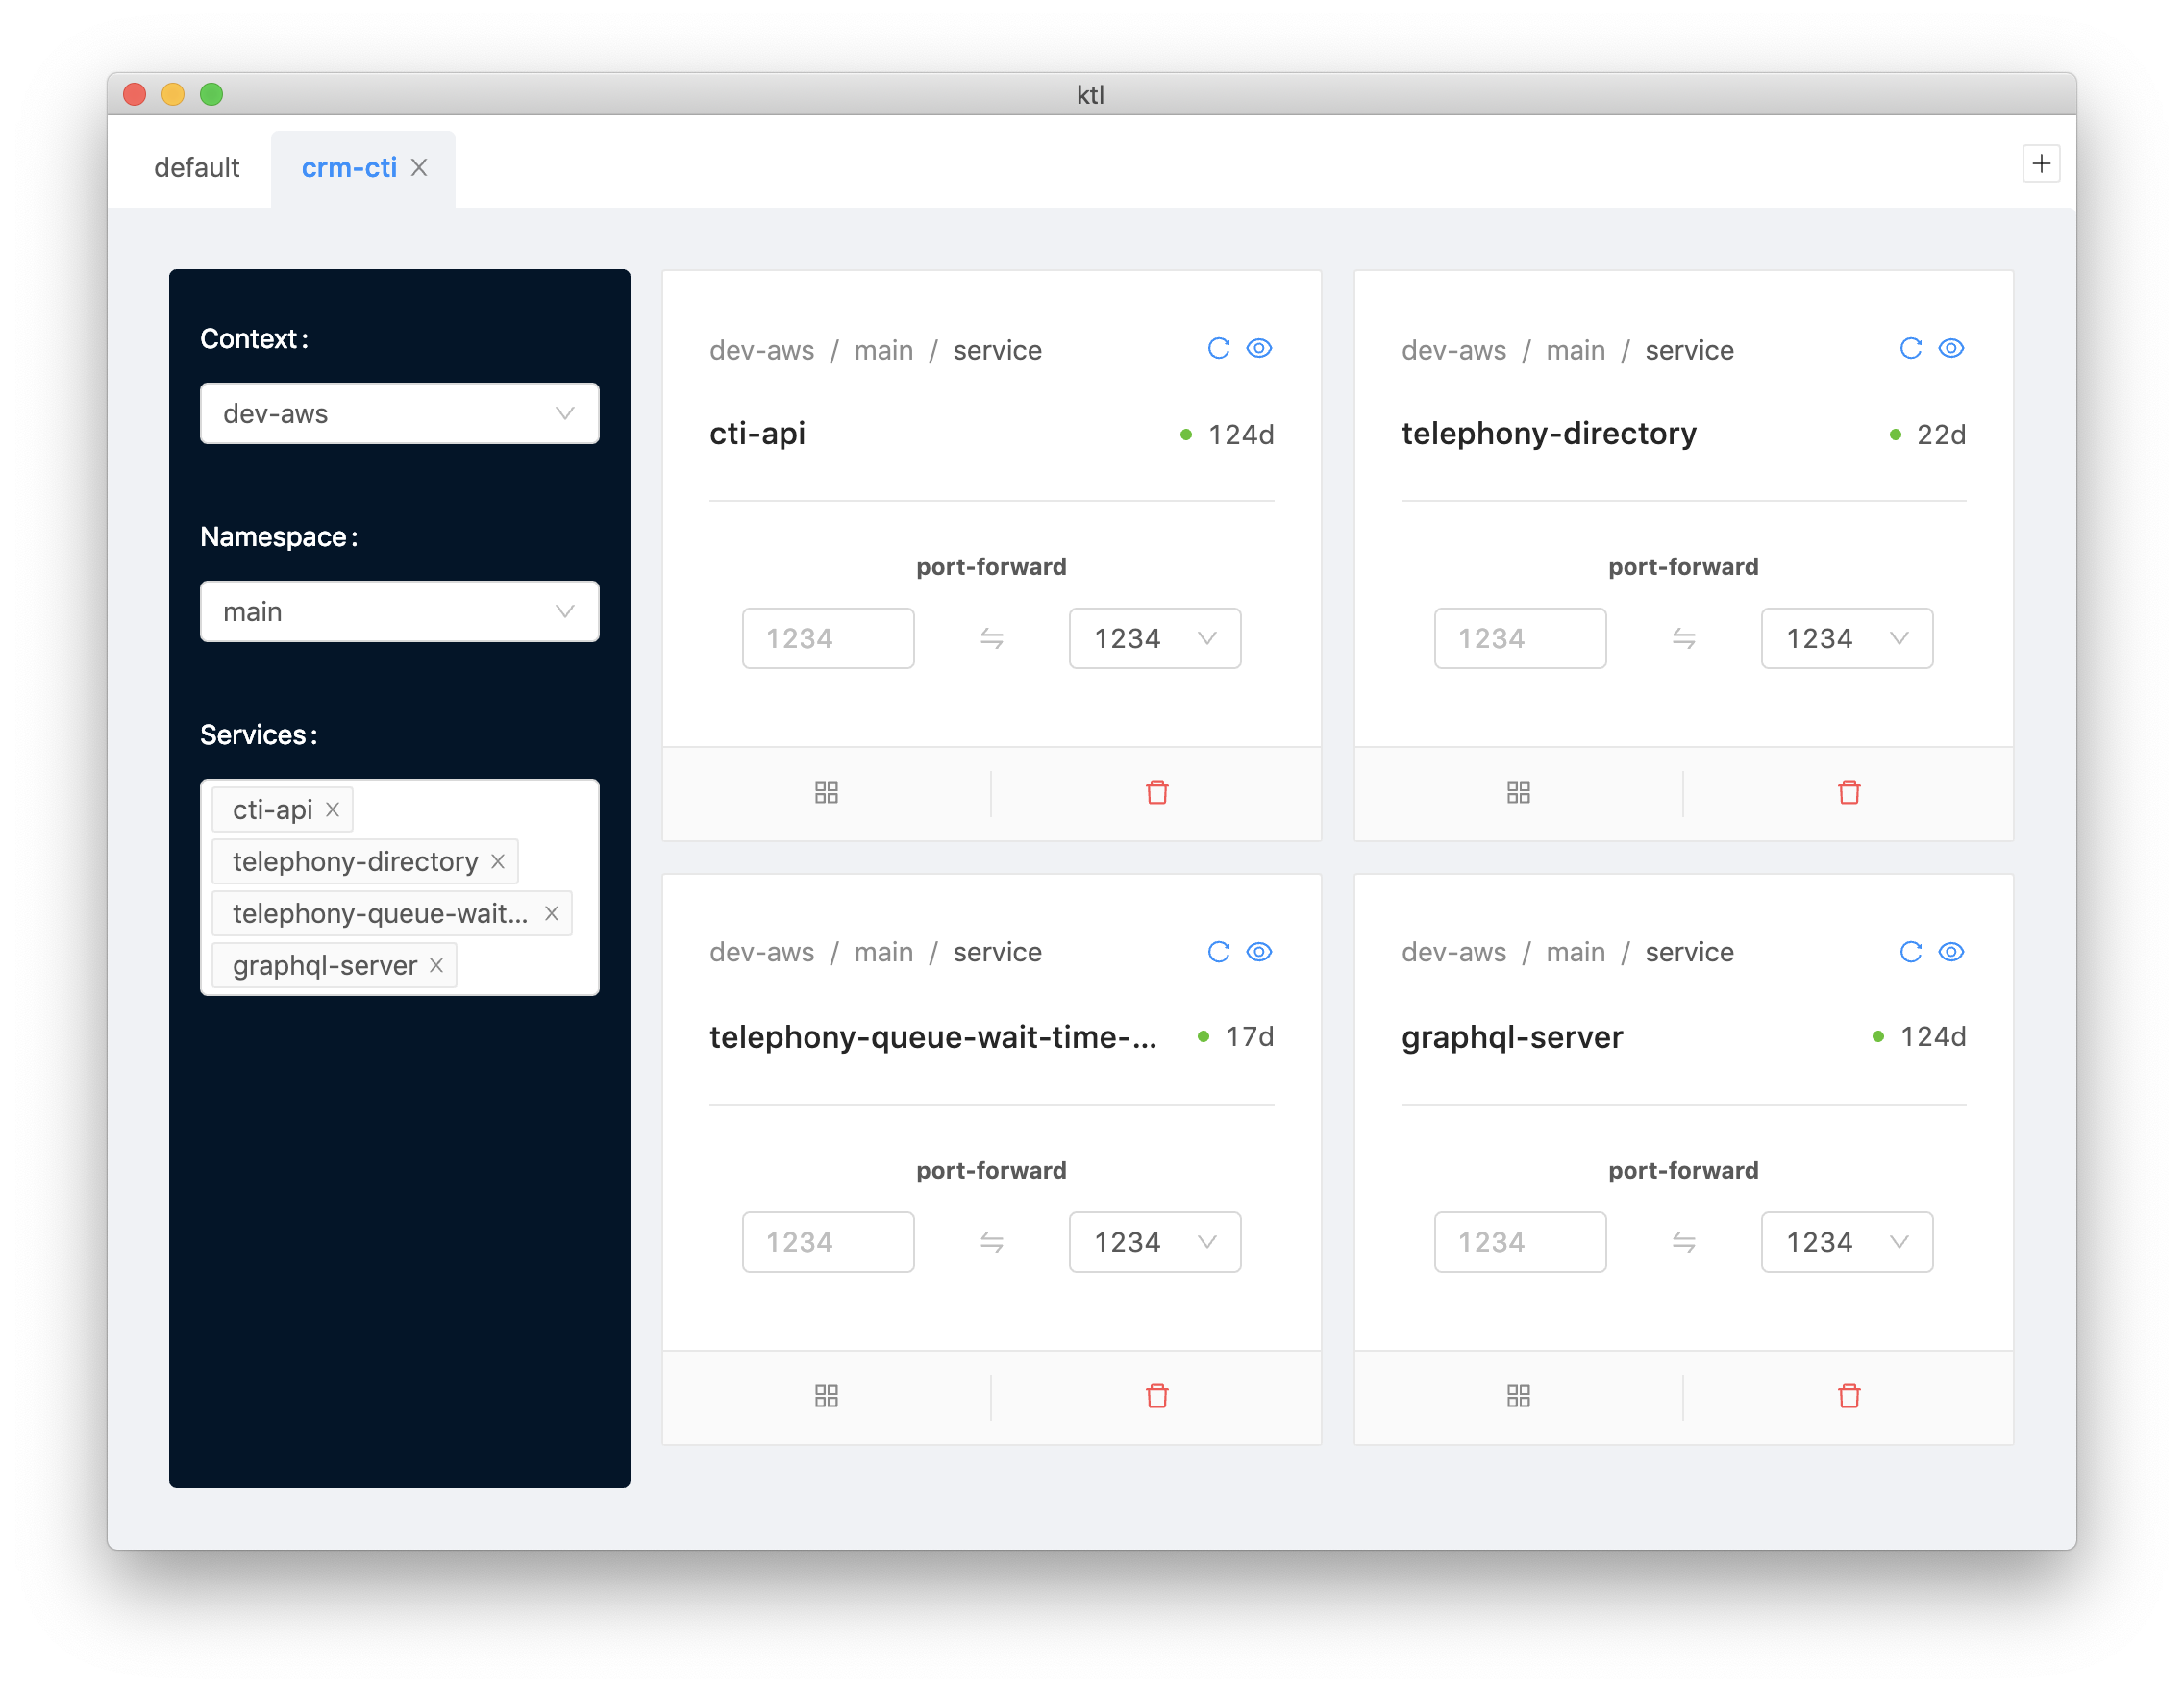 ktl
default
crm-cti
Context:
dev-aws
Namespace:
main
Services:
cti-api
telephony-directory
telephony-queue-wait...
graphql-server
dev-aws / main / service
cti-api
124d
port-forward
1234
1234
dev-aws / main / service
telephony-directory
22d
port-forward
1234
1234
dev-aws / main / service
telephony-queue-wait-time-...
17d
port-forward
1234
1234
dev-aws / main / service
graphql-server
124d
port-forward
1234
1234